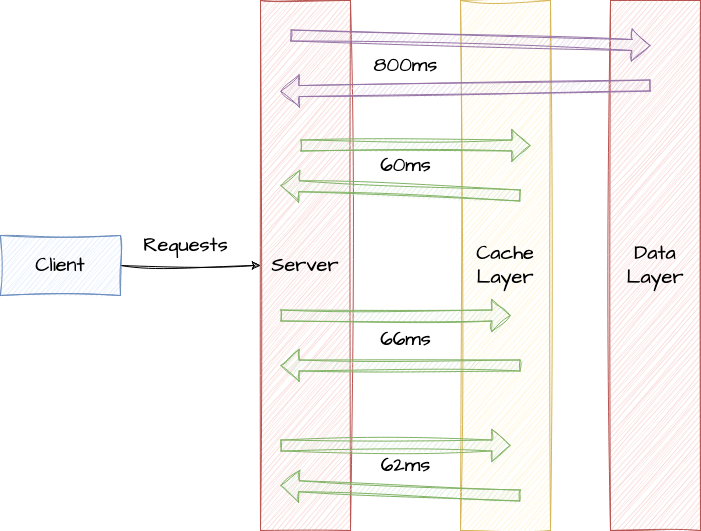 800ms
60ms
Requests
Client
Server
Cache
Layer
Data
Layer
66ms
62ms